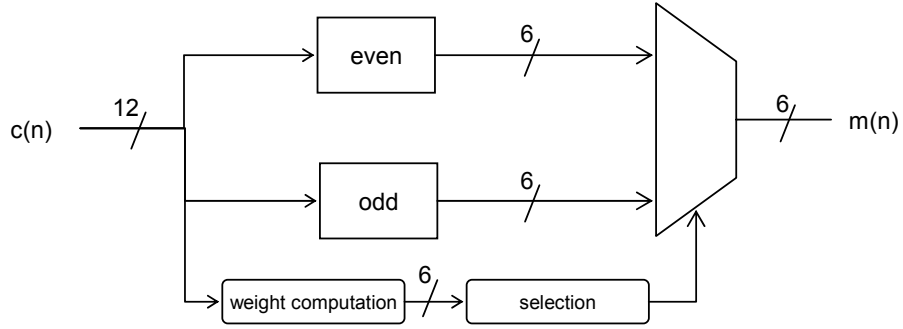 6
even
12
6
c(n)
m(n)
6
odd
6
weight computation
selection